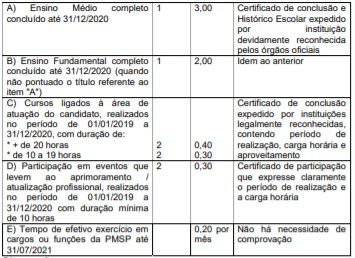 A) Ensino Médio completo concluído até 31/12/2020 1 3,00 Certificado de conclusão e
Histórico Escolar expedido
por instituição
devidamente reconhecida
pelos órgãos oficiais
B) Ensino Fundamental completo 1 2,00 Idem ao anterior
concluído até 31/12/2020 (quando
não pontuado o título referente ao
item "A")
C) Cursos ligados à área de Certificado de conclusão
atuação do candidato, realizados expedido por instituições
no período de 01/01/2019 a legalmente reconhecidas,
31/12/2020, com duração de: contendo período de
* + de 20 horas 2 0,40 realização, carga horária e
* de 10 a 19 horas 2 0,30 aproveitamento
D) Participação em eventos que 2 0,30 Certificado de participação
levem ao aprimoramento / que expresse claramente
atualização profissional, realizados o período de realização e
no período de 01/01/2019 a a carga horária
31/12/2020 com duração mínima
de 10 horas
E) Tempo de efetivo exercício em 0,20 por Não há necessidade de
cargos ou funções da PMSP até mês comprovação
31/07/2021